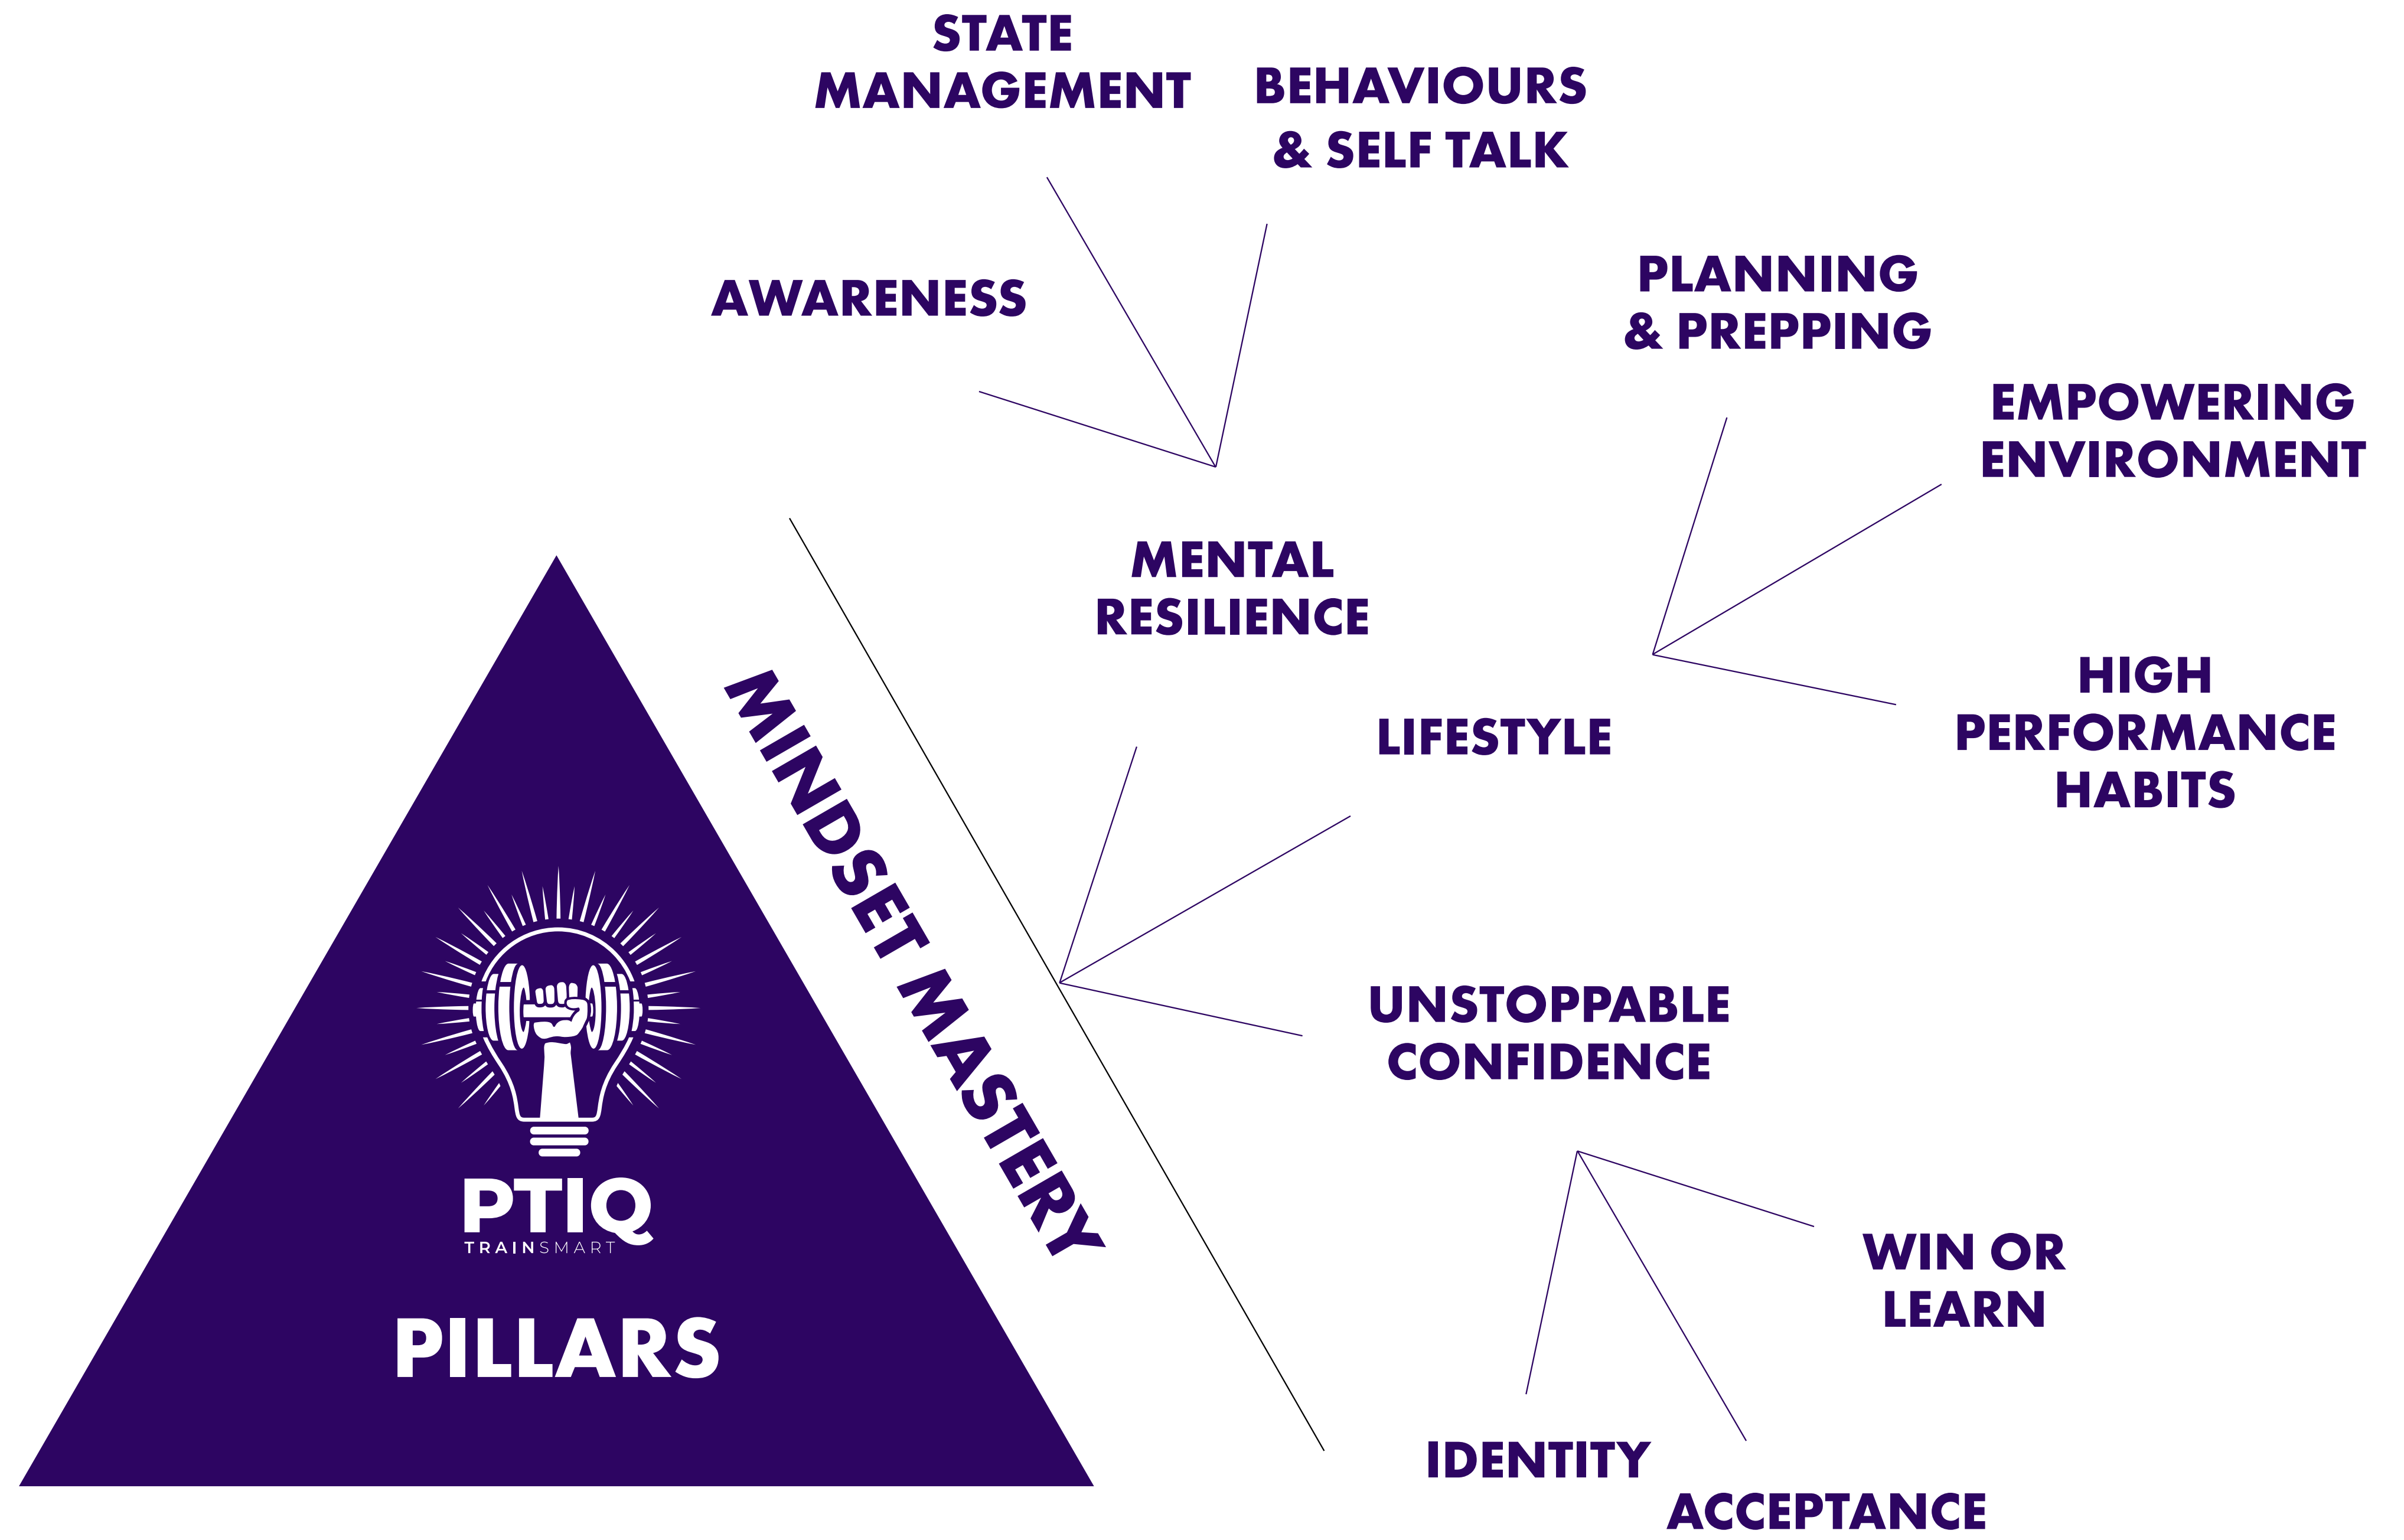 STATE
MANAGEMENT
BEHAVIOURS
& SELF TALK
AWARENESS
PLANNING
& PREPPING
EMPOWERING
ENVIRONMENT
MENTAL
RESILIENCE
HIGH
PERFORMANCE
HABITS
LIFESTYLE
MINDSET MASTERY
UNSTOPPABLE
CONFIDENCE
PTIQ
TRAINSMART
PILLARS
WIN OR
LEARN
IDENTITY
ACCEPTANCE